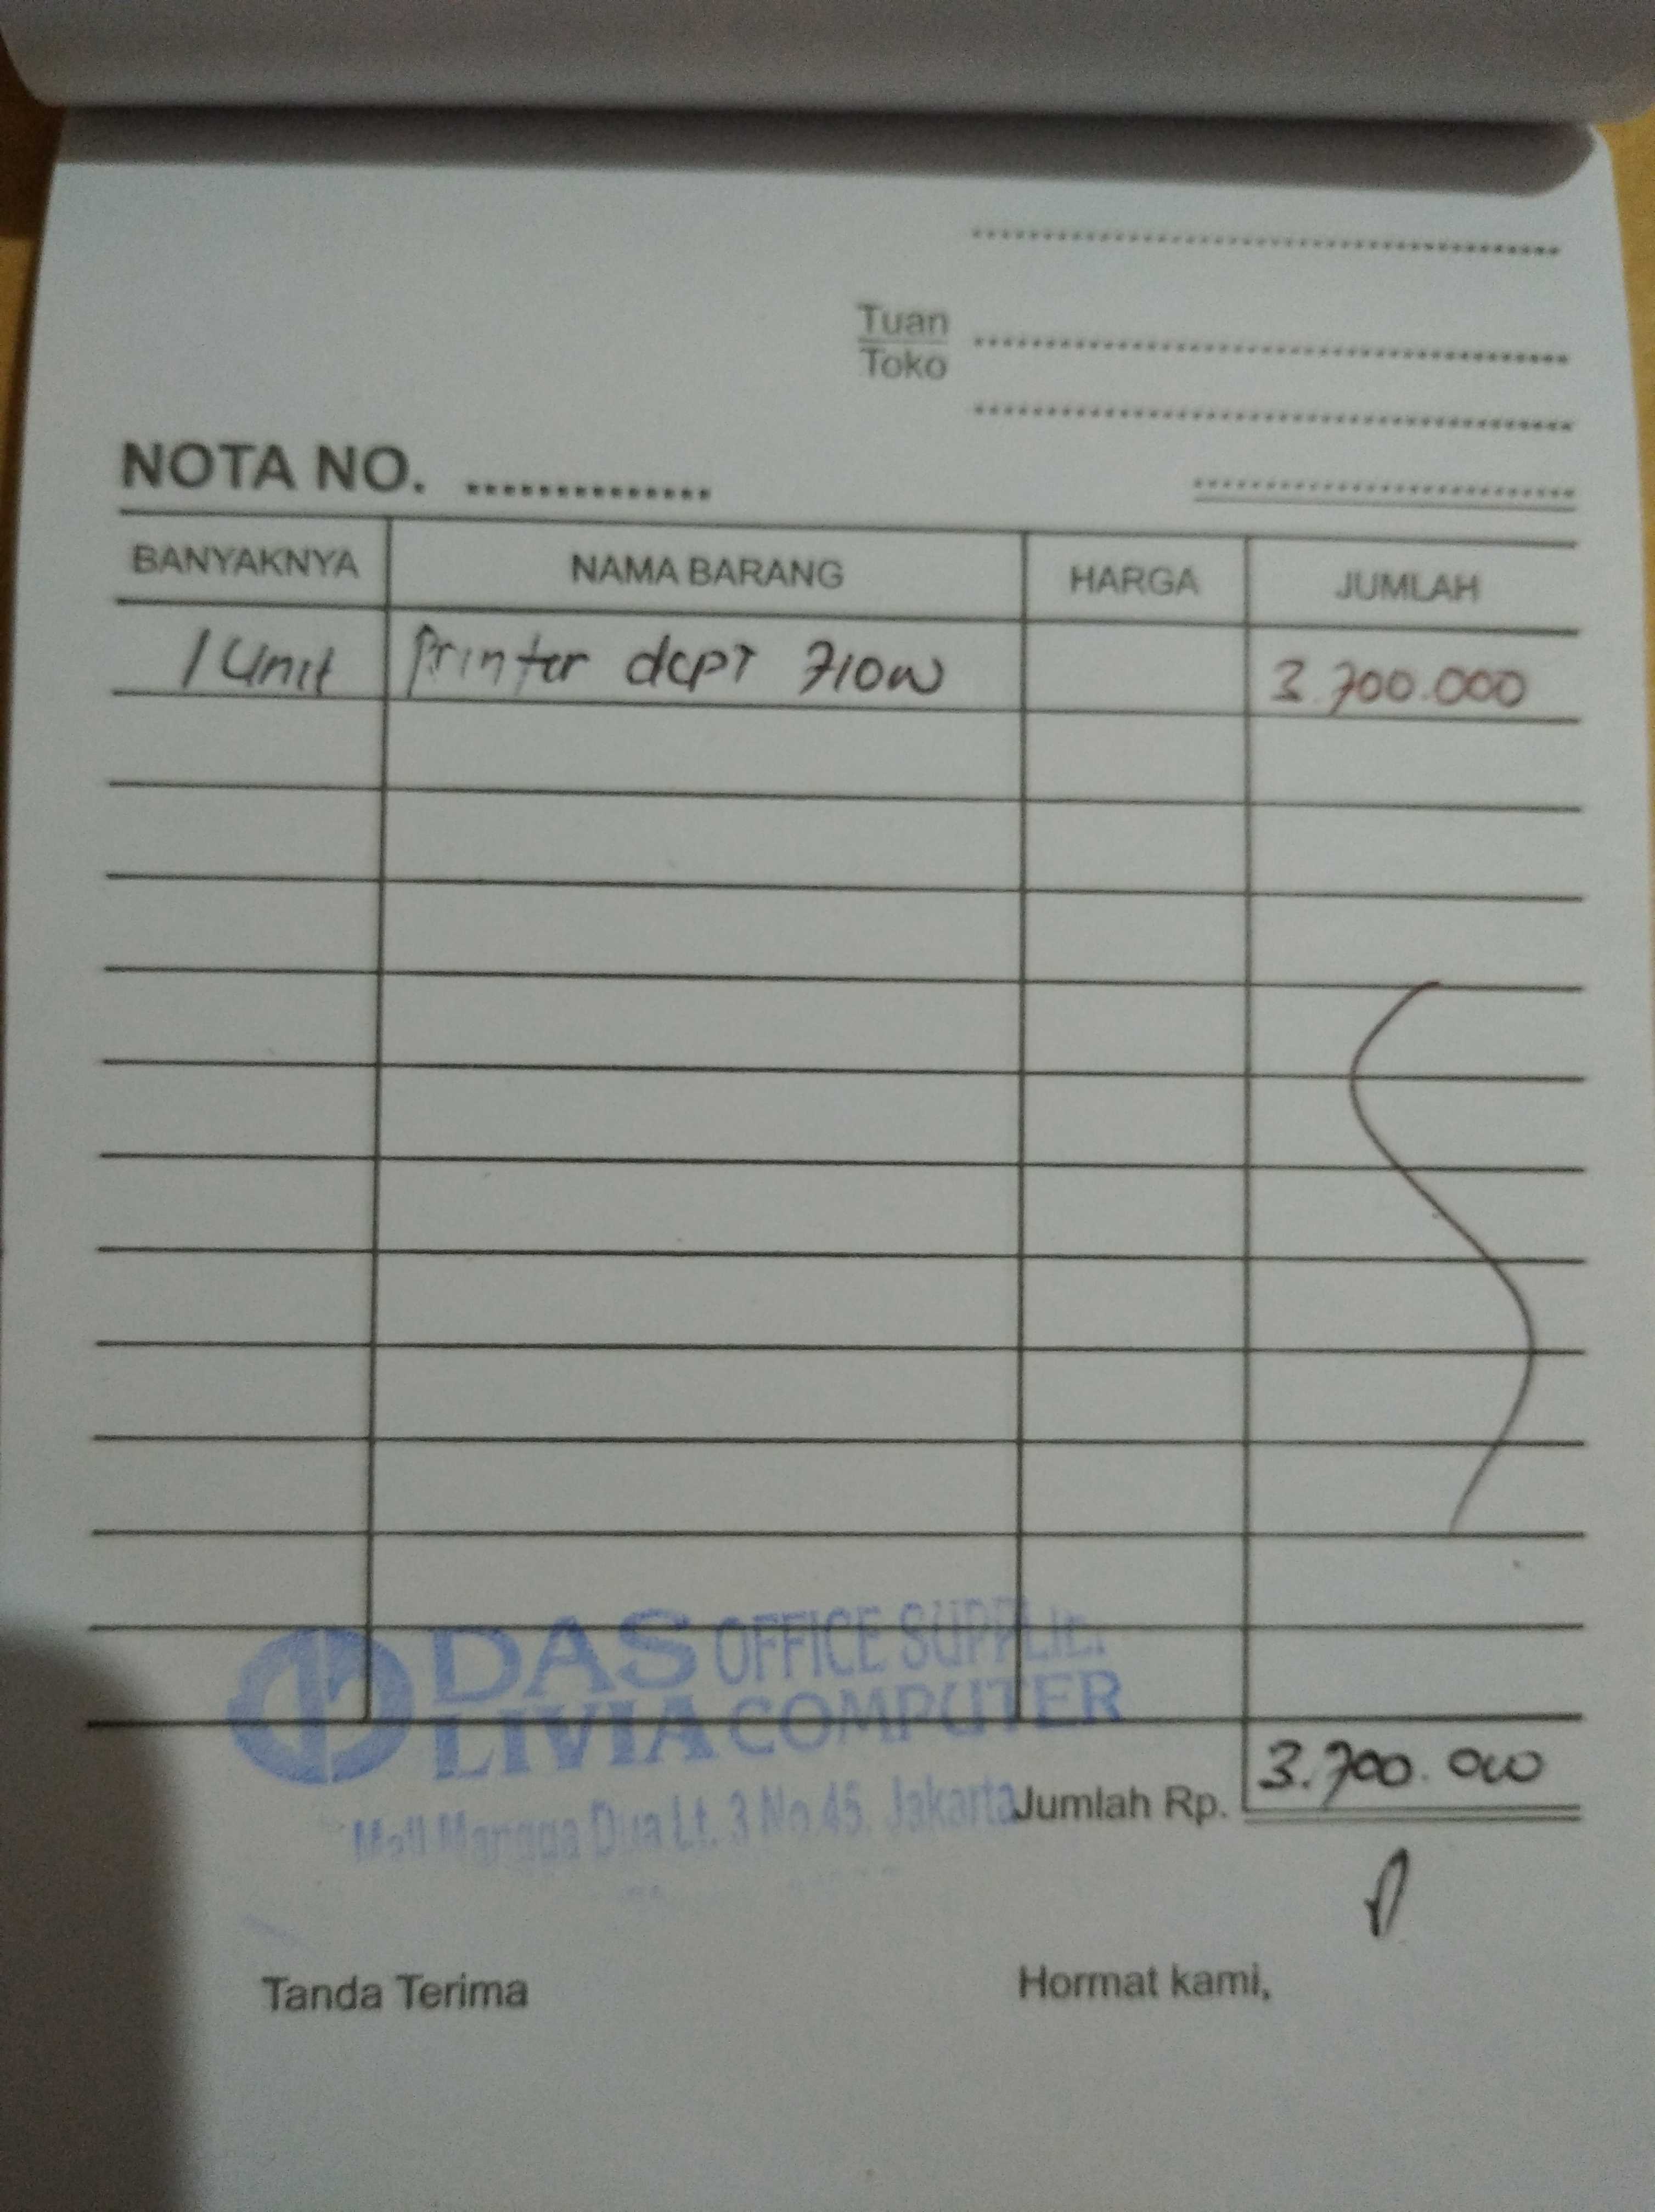 Tuan
Toko
NOTA NO. ..............
BANYAKNYA NAMA BARANG HARGA JUMLAH
1 Unit Printer dcpT 710w 3.700.000
DAS OFFICE
LIVIA COMPUTER
Mall Mangga Dua Lt. 3 No.45. Jakarta
Jumlah Rp. 3.700.000
Tanda Terima Hormat kami,